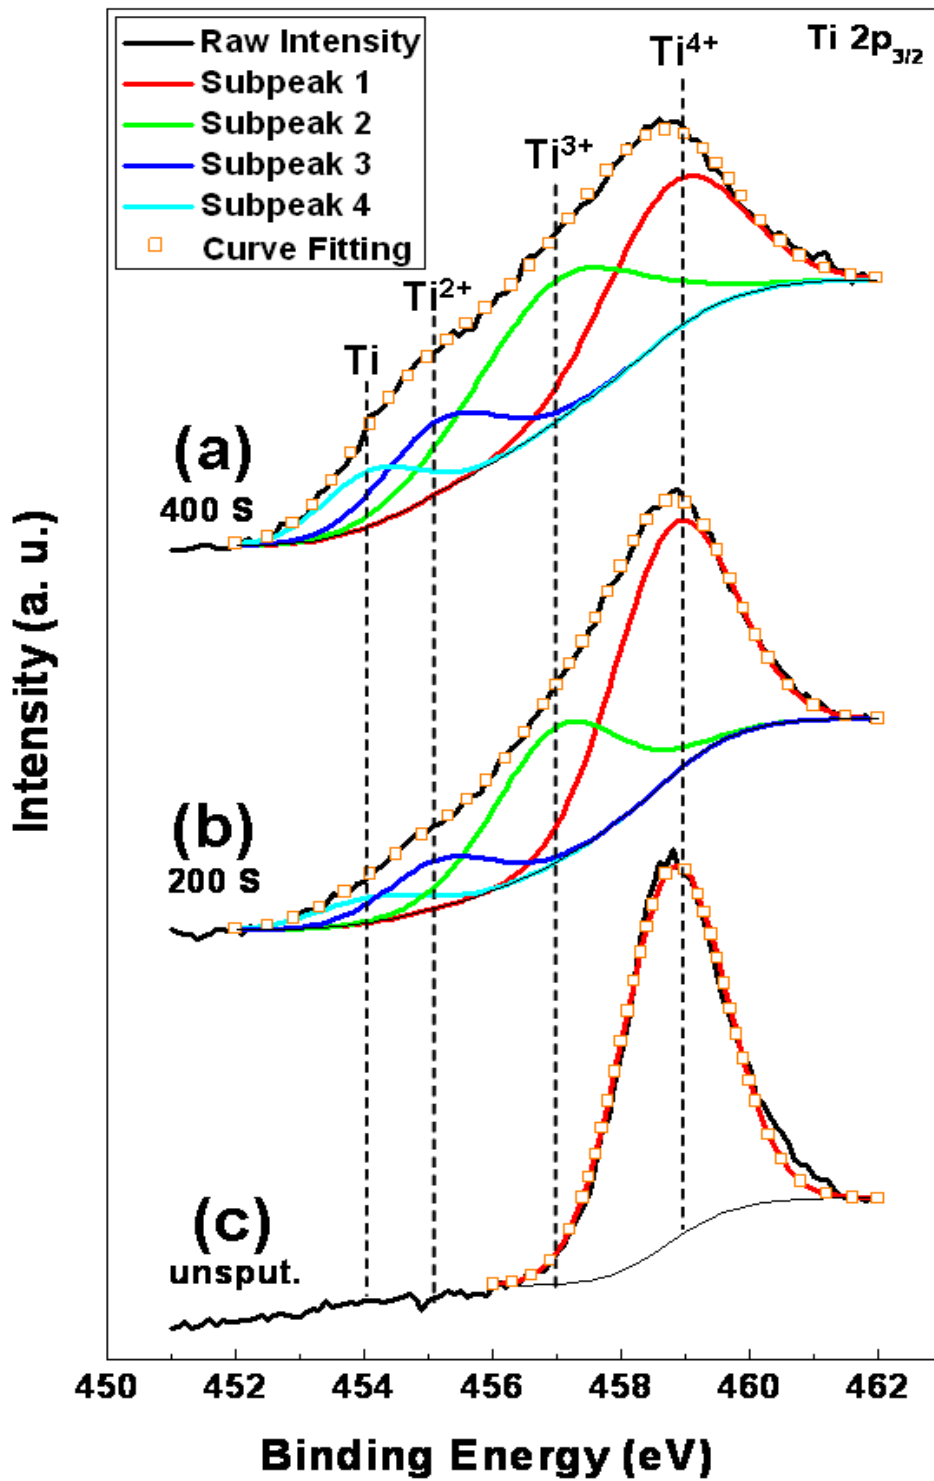 Raw Intensity
Subpeak 1
Subpeak 2
Subpeak 3
Subpeak 4
Curve Fitting
Ti 2p3/2
Ti4+
Ti3+
Ti2+
Ti
(a)
400 S
(b)
200 S
(c)
unsput.
Intensity (a. u.)
450 452 454 456 458 460 462
Binding Energy (eV)